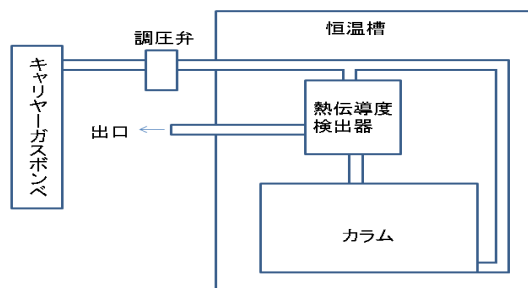 恒温槽
調圧弁
キャリヤーガスボンベ
熱伝導度
検出器
出口
カラム